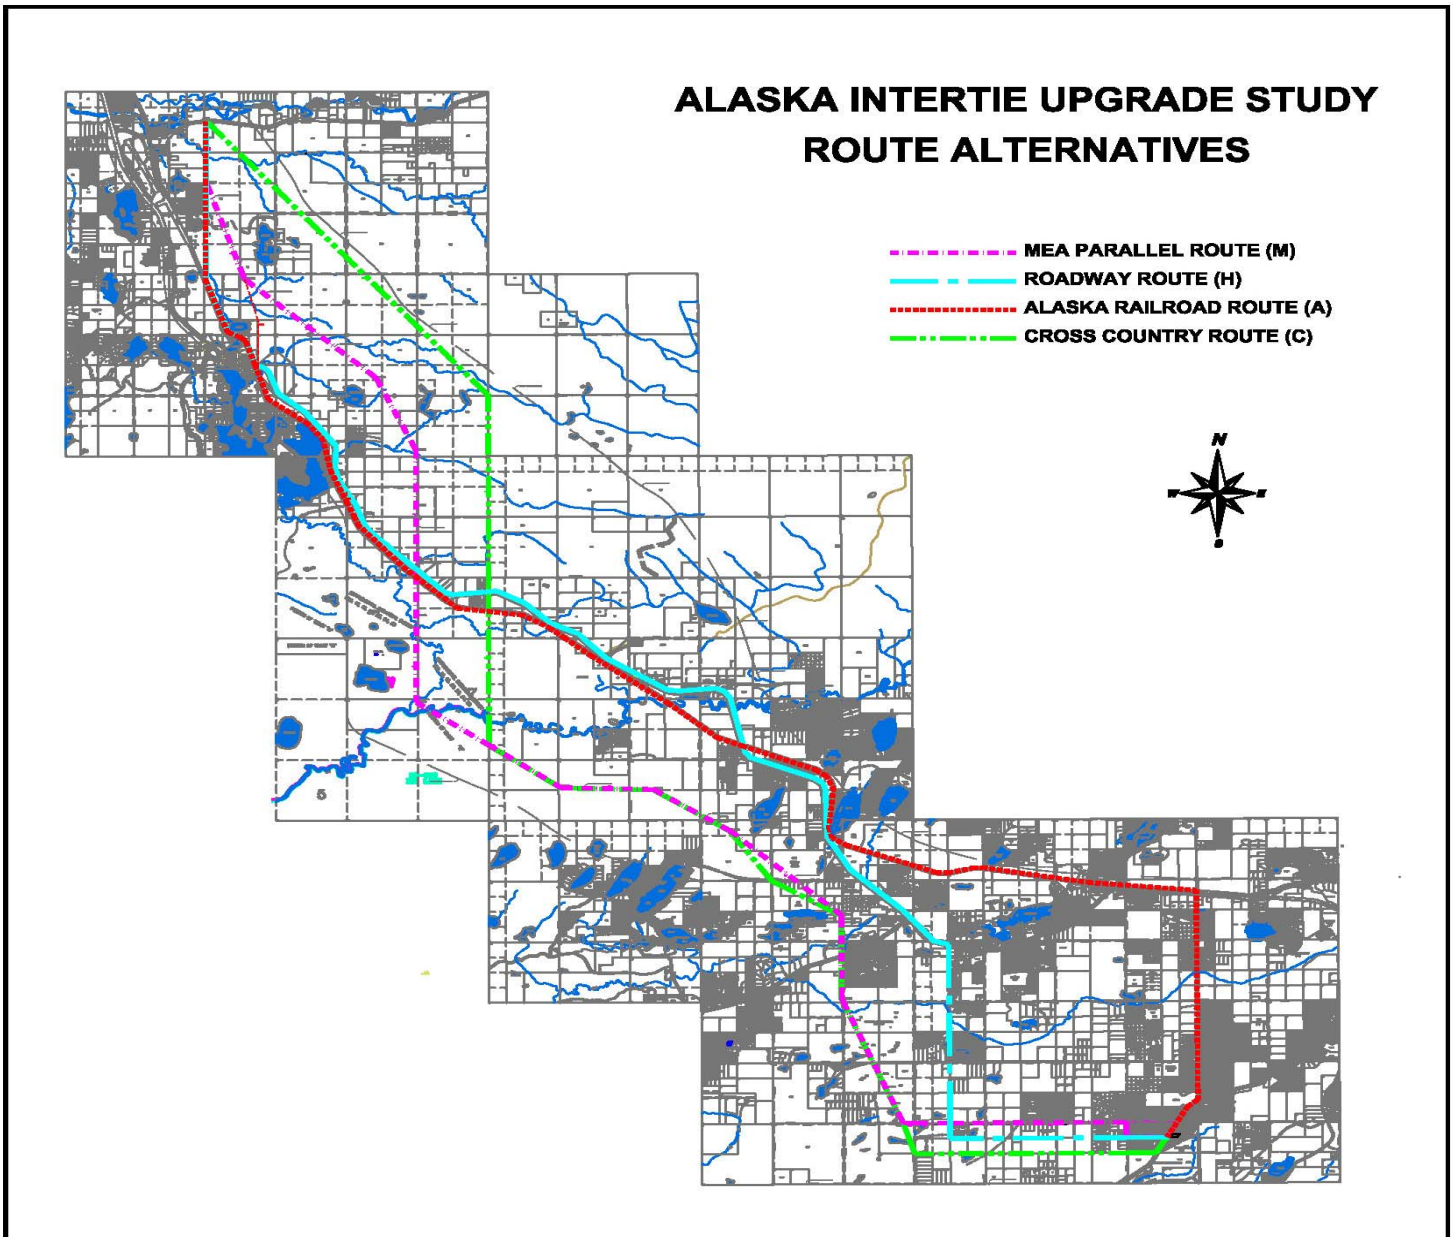 ALASKA INTERTIE UPGRADE STUDY
ROUTE ALTERNATIVES
MEA PARALLEL ROUTE (M)
ROADWAY ROUTE (H)
ALASKA RAILROAD ROUTE (A)
CROSS COUNTRY ROUTE (C)
N
W E
S